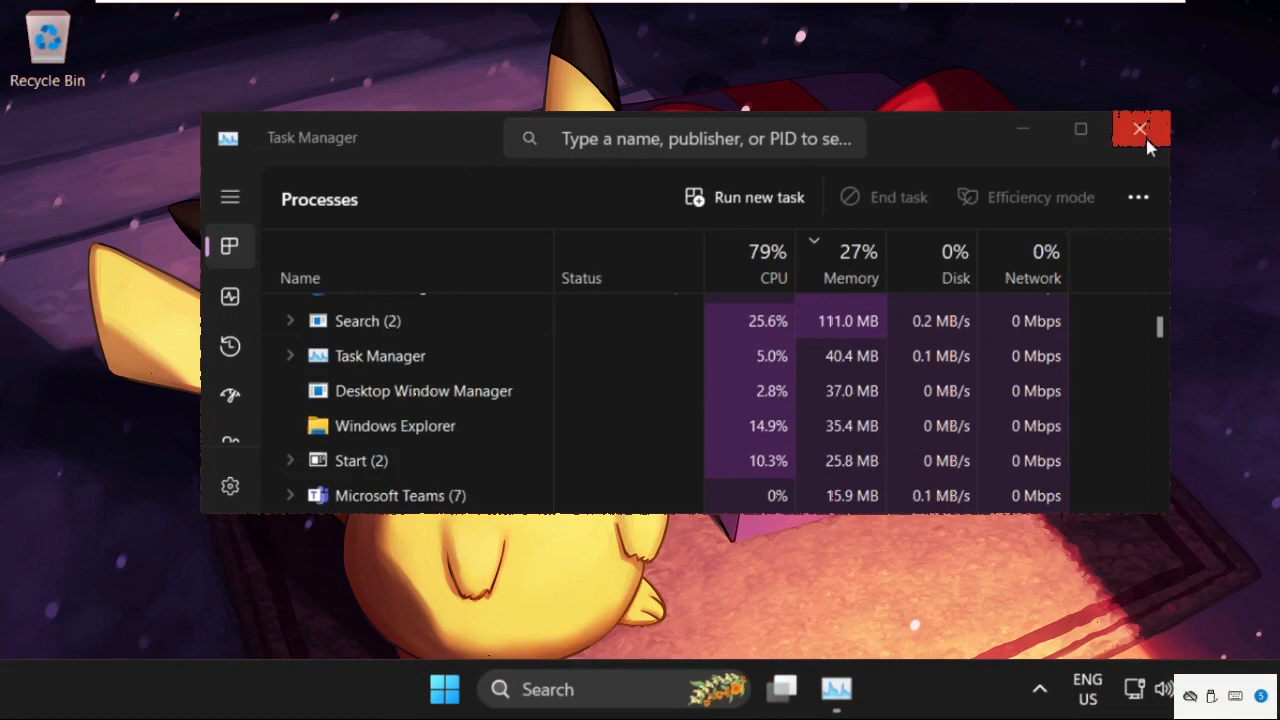 Recycle Bin
Task Manager
Type a name, publisher, or PID to se...
Processes
Run new task
End task
Efficiency mode
79% 27% 0% 0%
Name Status CPU Memory Disk Network
Search (2) 25.6% 111.0 MB 0.2 MB/s 0 Mbps
Task Manager 5.0% 40.4 MB 0.1 MB/s 0 Mbps
Desktop Window Manager 2.8% 37.0 MB 0 MB/s 0 Mbps
Windows Explorer 14.9% 35.4 MB 0 MB/s 0 Mbps
Start (2) 10.3% 25.8 MB 0 MB/s 0 Mbps
Microsoft Teams (7) 0% 15.9 MB 0.1 MB/s 0 Mbps
Search
ENG
US
5